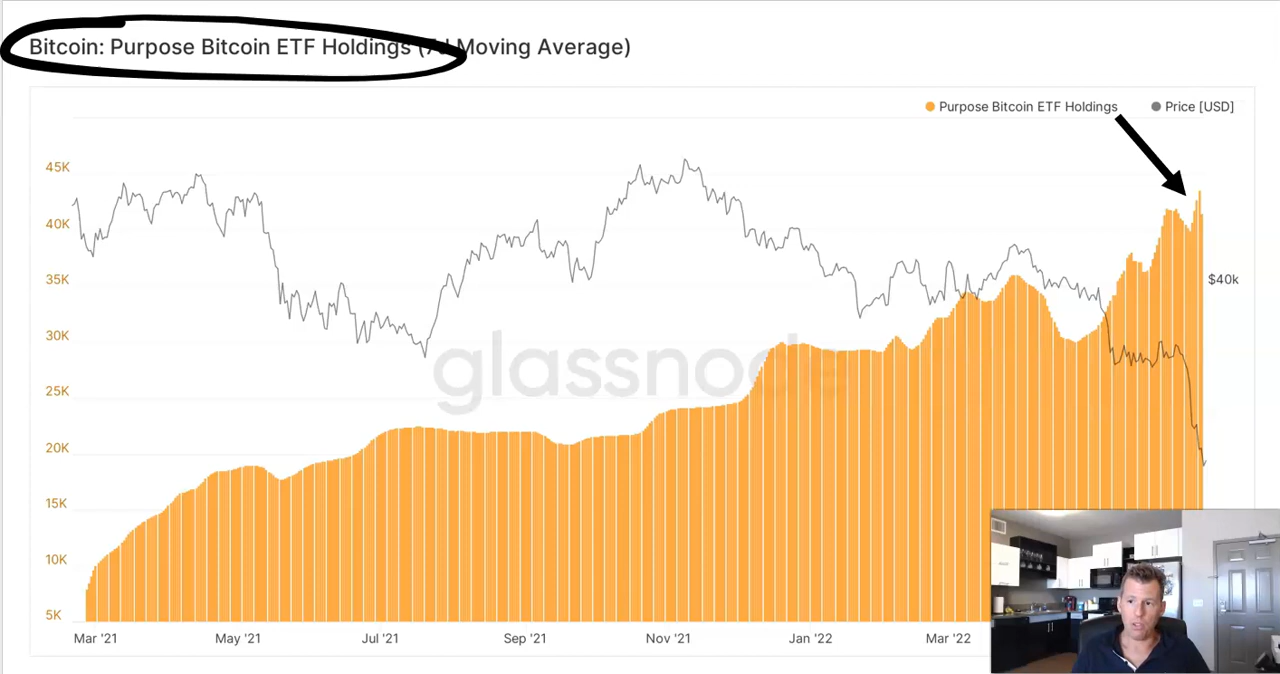 Bitcoin: Purpose Bitcoin ETF Holdings (7d Moving Average)
Purpose Bitcoin ETF Holdings Price [USD]
45K
40K
35K
$40k
30K
25K
20K
15K
10K
5K
glassnode
Mar '21 May '21 Jul '21 Sep '21 Nov '21 Jan '22 Mar '22